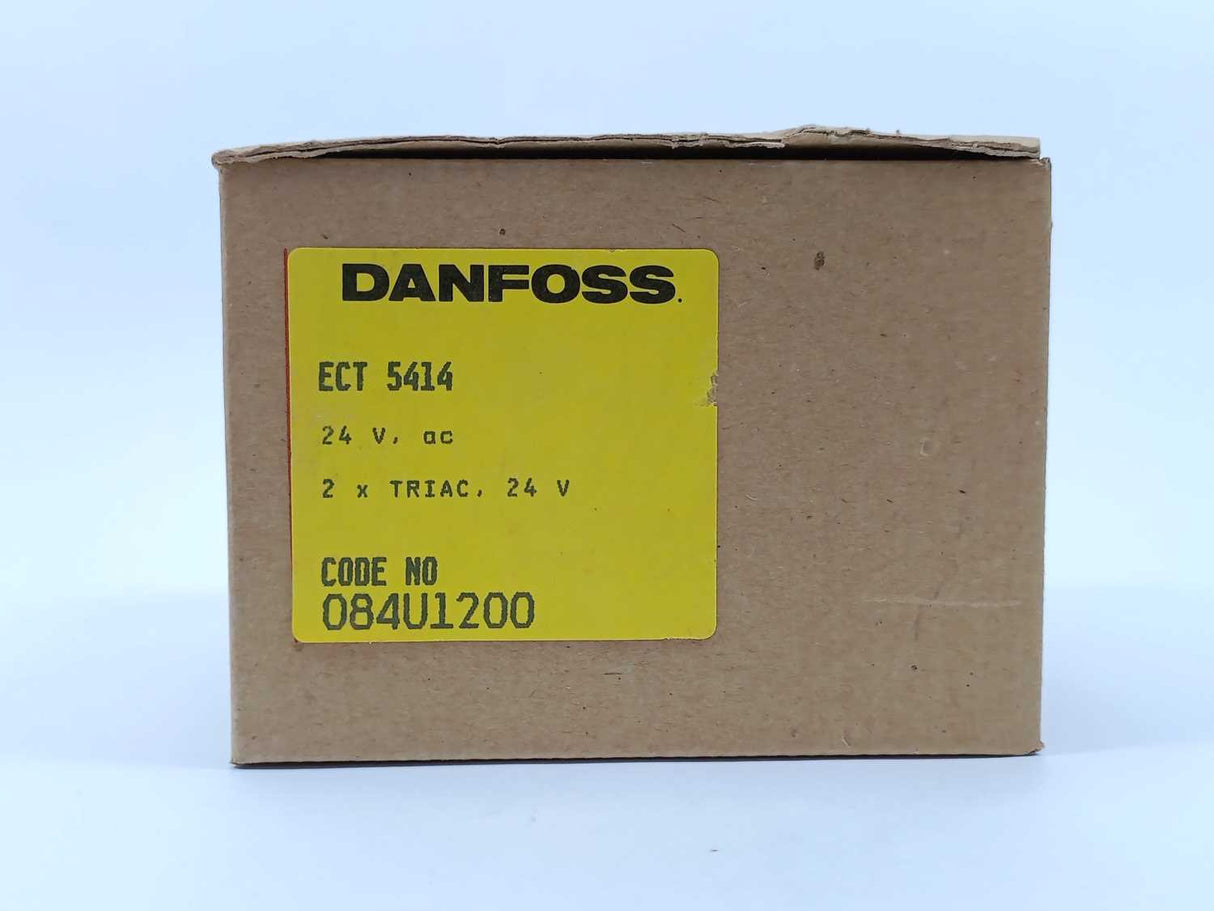 DANFOSS.
ECT 5414
24 V, ac
2 x TRIAC, 24 V
CODE NO
084U1200